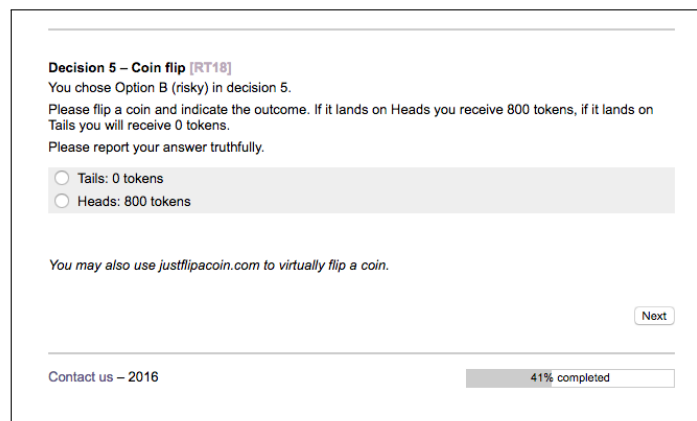 Decision 5 – Coin flip [RT18]
You chose Option B (risky) in decision 5.
Please flip a coin and indicate the outcome. If it lands on Heads you receive 800 tokens, if it lands on
Tails you will receive 0 tokens.
Please report your answer truthfully.
Tails: 0 tokens
Heads: 800 tokens
You may also use justflipacoin.com to virtually flip a coin.
Next
Contact us – 2016
41% completed